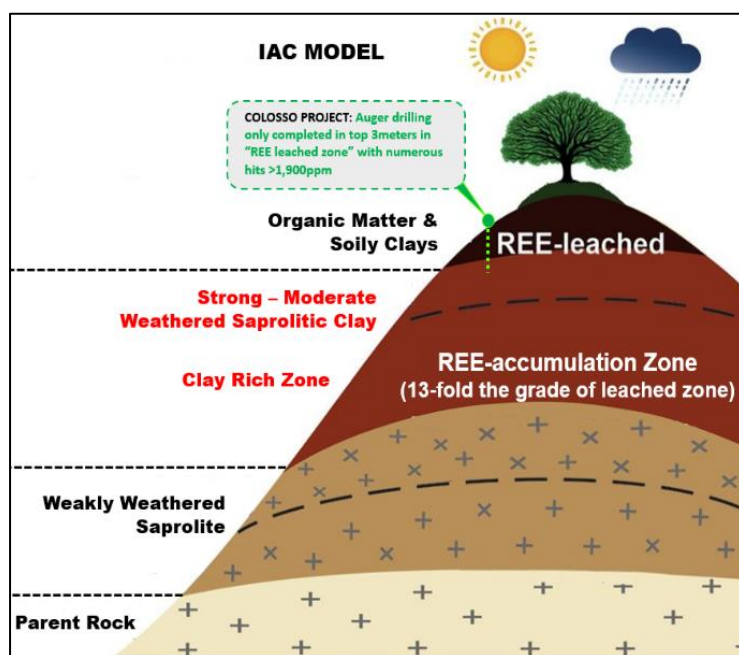 IAC MODEL
COLOSSO PROJECT: Auger drilling
only completed in top 3meters in
"REE leached zone" with numerous
hits >1,900ppm
Organic Matter &
Soily Clays
REE-leached
Strong – Moderate
Weathered Saprolitic Clay
Clay Rich Zone
REE-accumulation Zone
(13-fold the grade of leached zone)
Weakly Weathered
Saprolite
Parent Rock